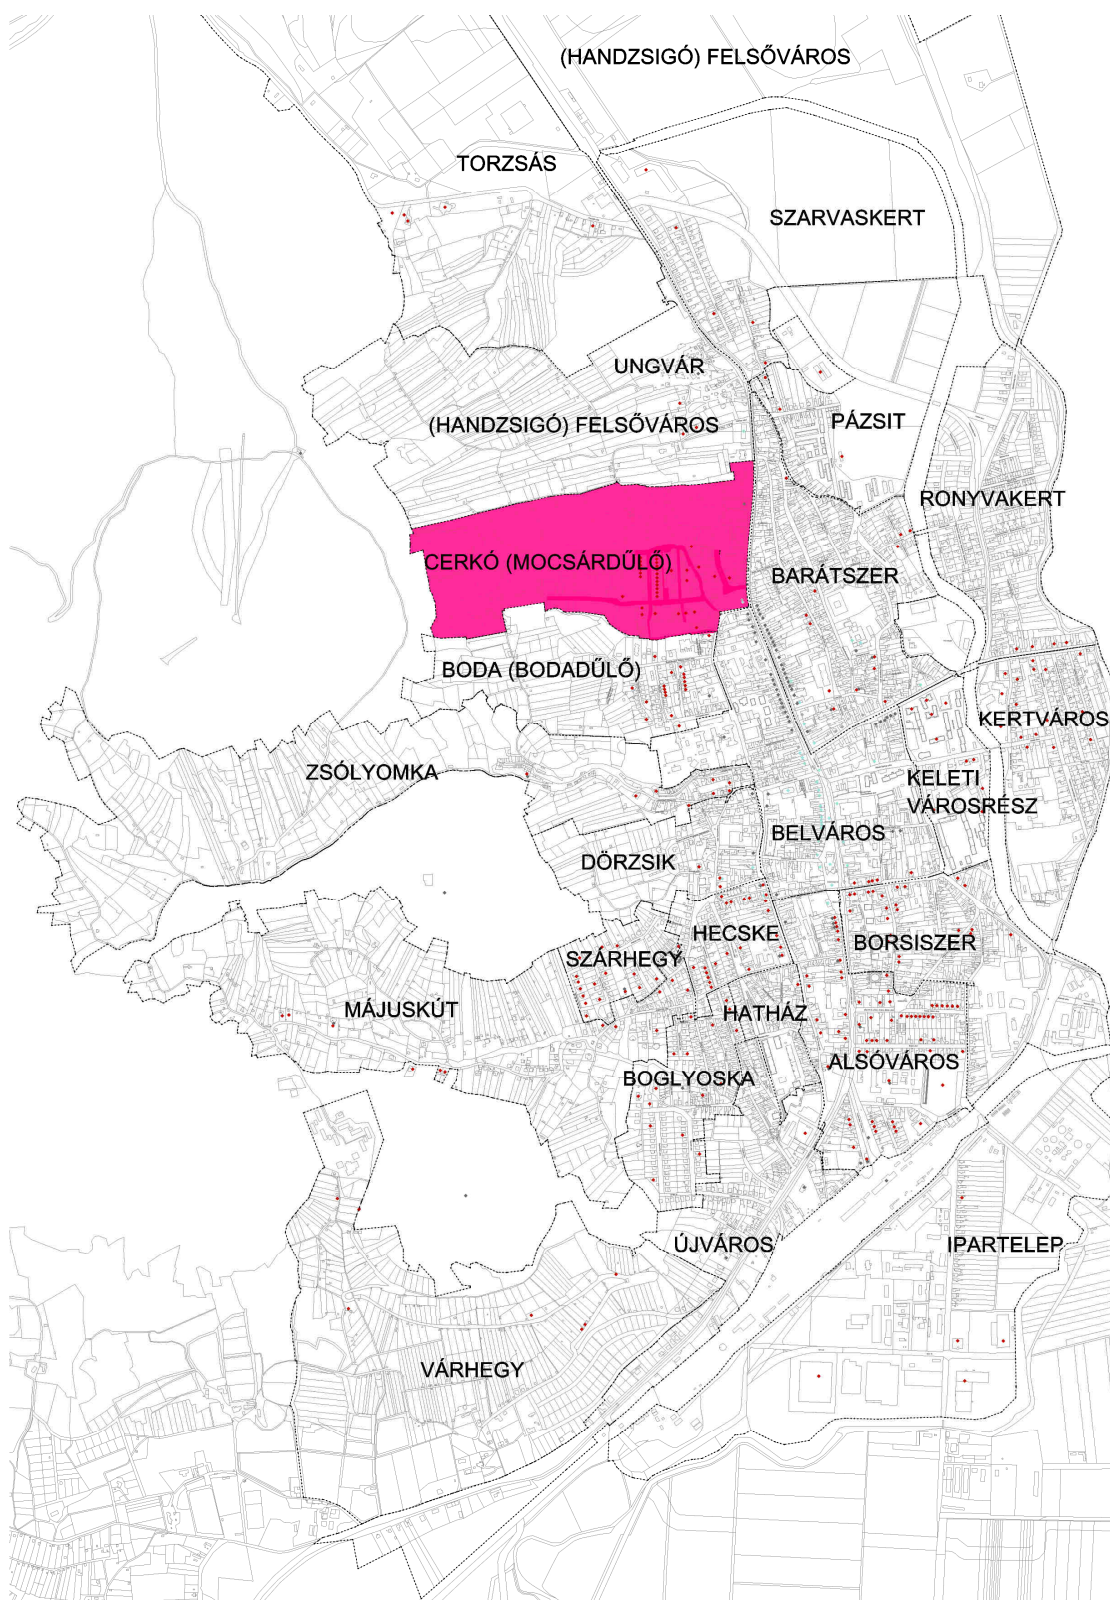 (HANDZSIGÓ) FELSŐVÁROS
TORZSÁS
SZARVASKERT
UNGVÁR
(HANDZSIGÓ) FELSŐVÁROS
PÁZSIT
RONYVAKERT
CERKÓ (MOCSÁRDŰLŐ)
BARÁTSZER
BODA (BODADŰLŐ)
KERTVÁROS
ZSÓLYOMKA
KELETI
VÁROSRÉSZ
BELVÁROS
DÖRZSIK
HECSKE
BORSISZER
SZÁRHEGY
MÁJUSKÚT
HATHÁZ
ALSÓVÁROS
BOGLYOSKA
ÚJVÁROS
IPARTELEP
VÁRHEGY